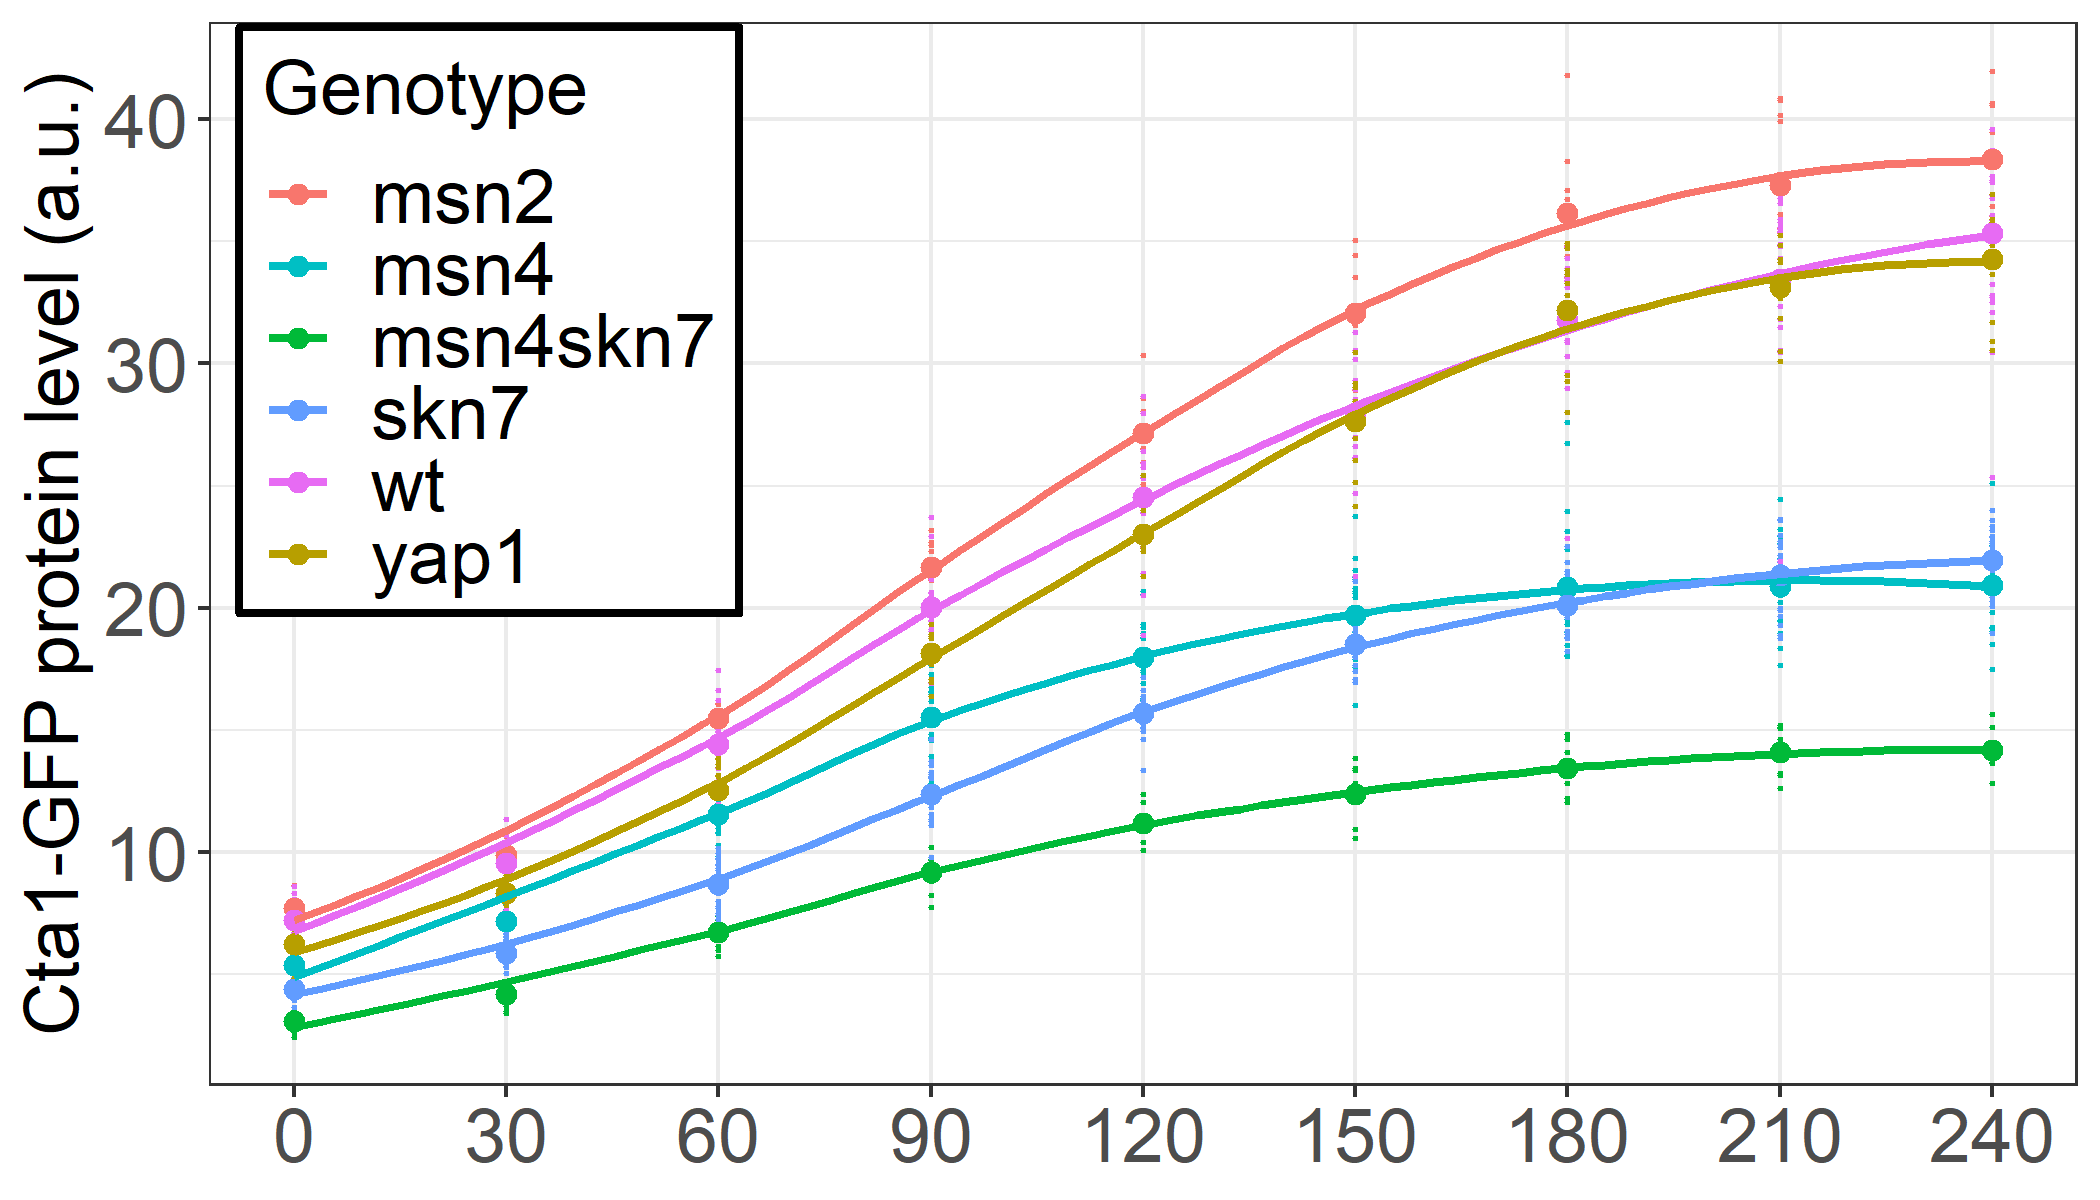 Cta1-GFP protein level (a.u.)
40
30
20
10
Genotype
msn2
msn4
msn4skn7
skn7
wt
yap1
0 30 60 90 120 150 180 210 240